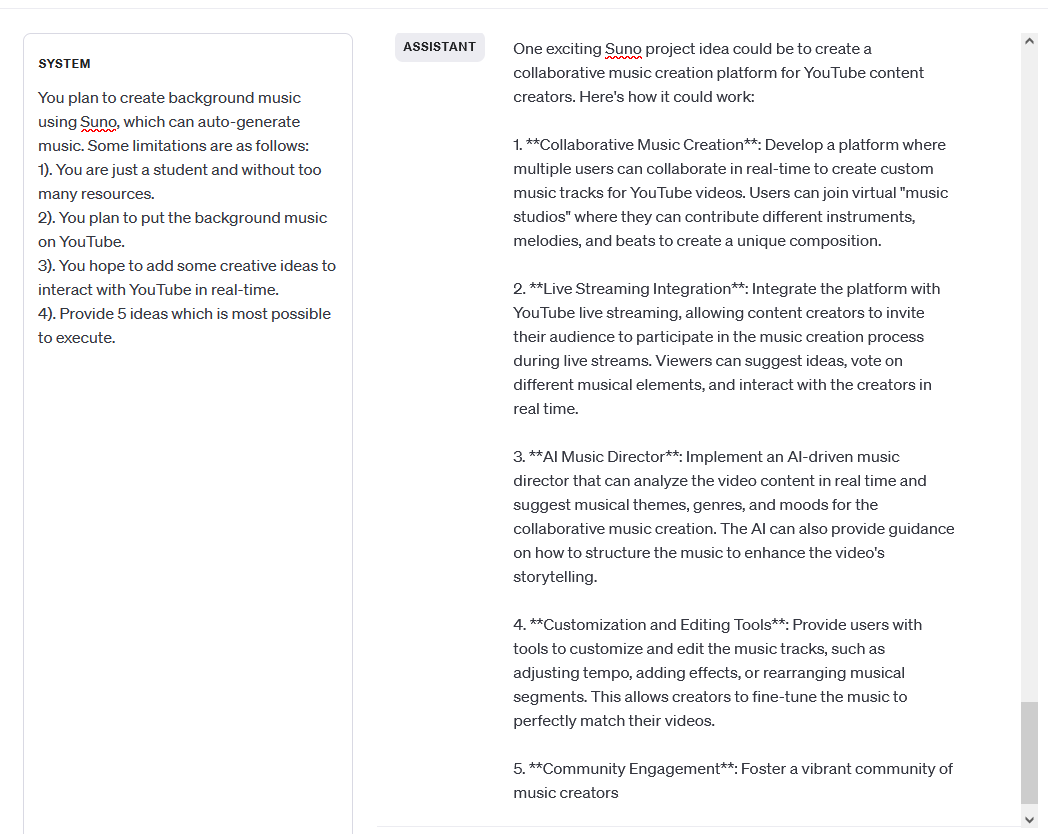 SYSTEM
You plan to create background music
using Suno, which can auto-generate
music. Some limitations are as follows:
1). You are just a student and without too
many resources.
2). You plan to put the background music
on YouTube.
3). You hope to add some creative ideas to
interact with YouTube in real-time.
4). Provide 5 ideas which is most possible
to execute.
ASSISTANT
One exciting Suno project idea could be to create a
collaborative music creation platform for YouTube content
creators. Here's how it could work:
1. **Collaborative Music Creation**: Develop a platform where
multiple users can collaborate in real-time to create custom
music tracks for YouTube videos. Users can join virtual "music
studios" where they can contribute different instruments,
melodies, and beats to create a unique composition.
2. **Live Streaming Integration**: Integrate the platform with
YouTube live streaming, allowing content creators to invite
their audience to participate in the music creation process
during live streams. Viewers can suggest ideas, vote on
different musical elements, and interact with the creators in
real time.
3. **AI Music Director**: Implement an AI-driven music
director that can analyze the video content in real time and
suggest musical themes, genres, and moods for the
collaborative music creation. The AI can also provide guidance
on how to structure the music to enhance the video's
storytelling.
4. **Customization and Editing Tools**: Provide users with
tools to customize and edit the music tracks, such as
adjusting tempo, adding effects, or rearranging musical
segments. This allows creators to fine-tune the music to
perfectly match their videos.
5. **Community Engagement**: Foster a vibrant community of
music creators